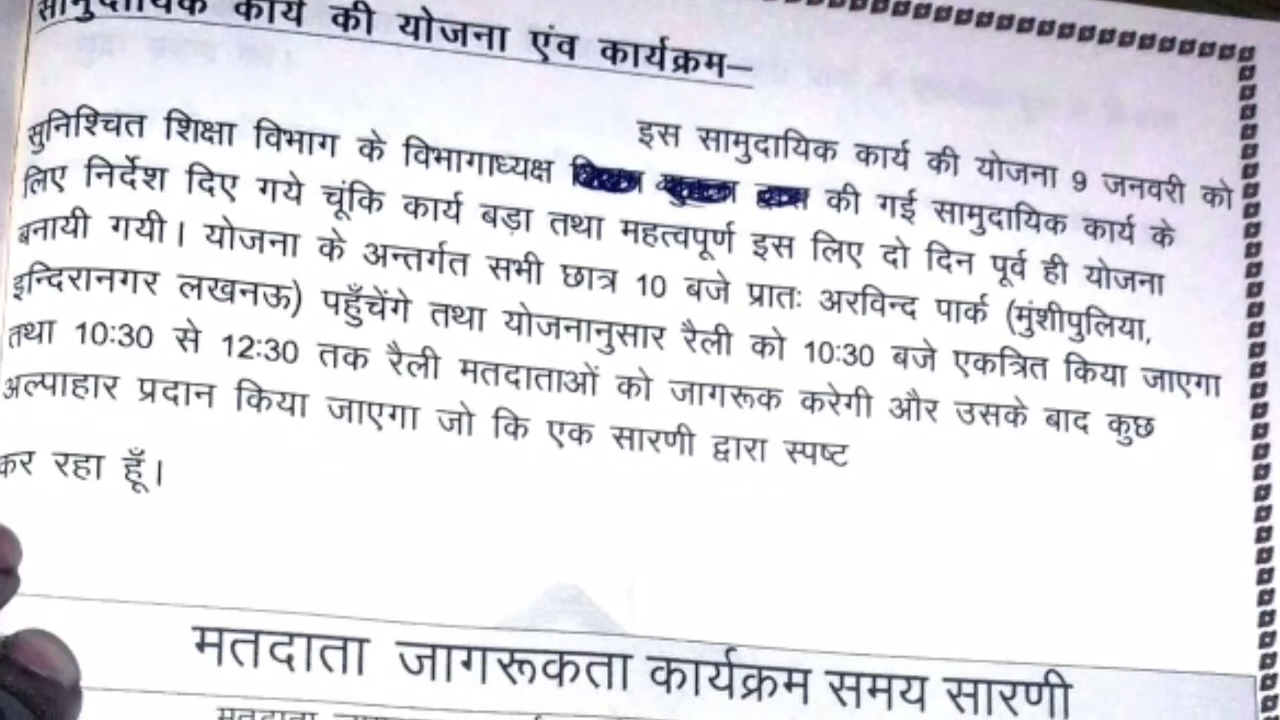 सामुदायिक कार्य की योजना एंव कार्यक्रम–
इस सामुदायिक कार्य की योजना 9 जनवरी को
सुनिश्चित शिक्षा विभाग के विभागाध्यक्ष की गई सामुदायिक कार्य के
लिए निर्देश दिए गये चूंकि कार्य बड़ा तथा महत्वपूर्ण इस लिए दो दिन पूर्व ही योजना
बनायी गयी। योजना के अन्तर्गत सभी छात्र 10 बजे प्रातः अरविन्द पार्क (मुंशीपुलिया,
इन्दिरानगर लखनऊ) पहुँचेंगे तथा योजनानुसार रैली को 10:30 बजे एकत्रित किया जाएगा
तथा 10:30 से 12:30 तक रैली मतदाताओं को जागरूक करेगी और उसके बाद कुछ
अल्पाहार प्रदान किया जाएगा जो कि एक सारणी द्वारा स्पष्ट
कर रहा हूँ।
मतदाता जागरूकता कार्यक्रम समय सारणी